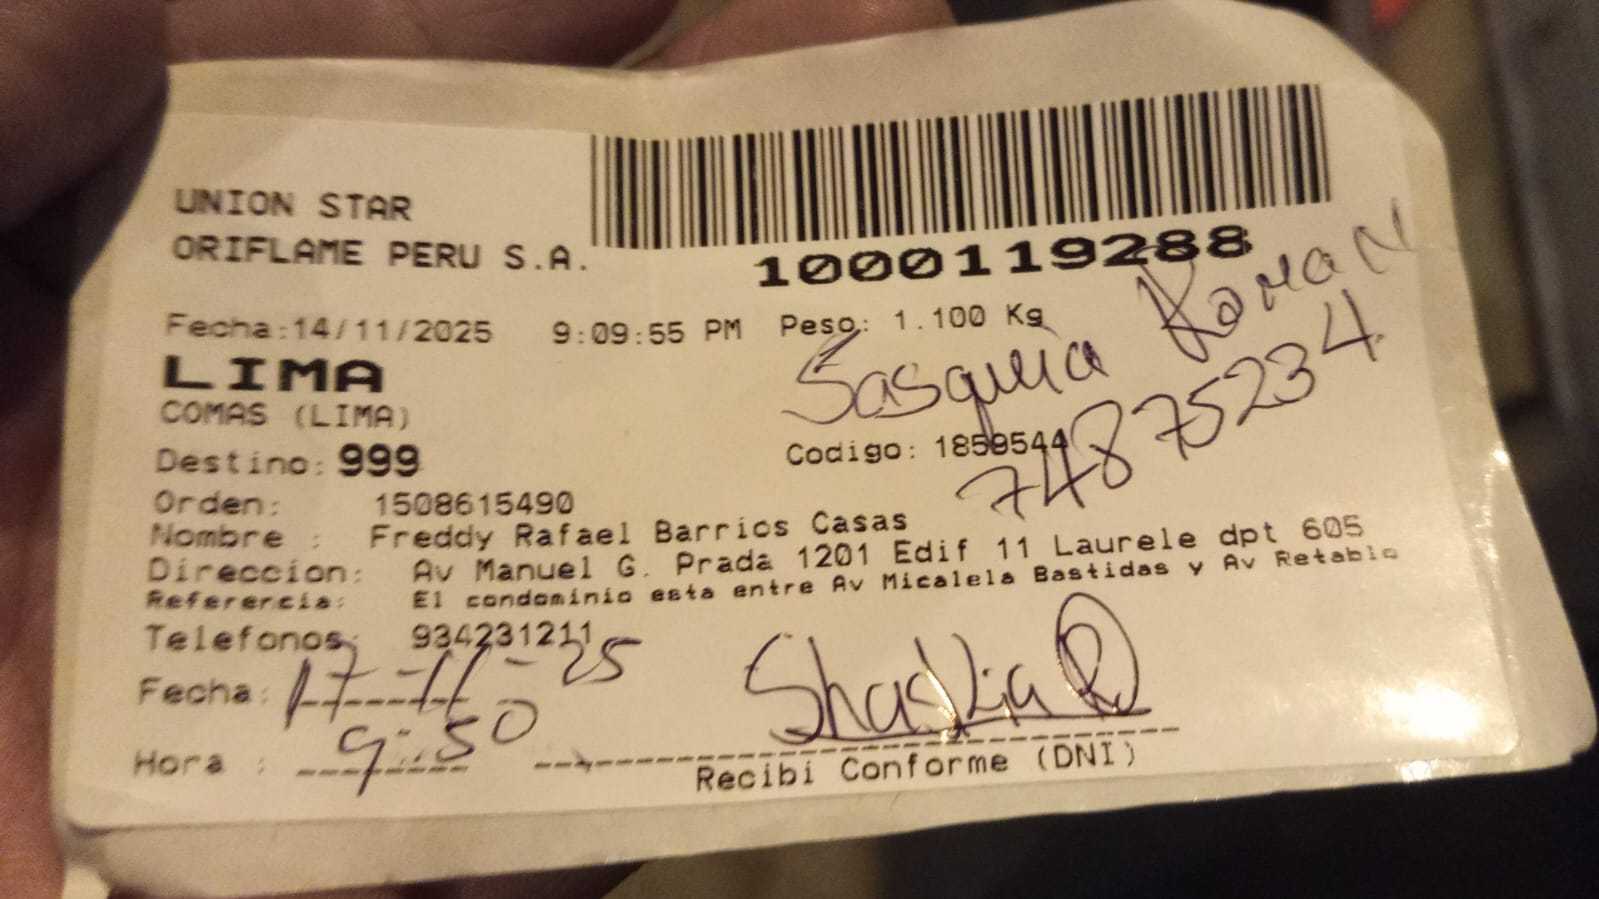 UNION STAR
ORIFLAME PERU S.A.
1000119288
Fecha:14/11/2025 9:09:55 PM Peso: 1.100 Kg
LIMA
COMAS (LIMA)
Sasquia Roman
74875234
Destino: 999
Codigo: 1859544
Orden: 1508615490
Nombre : Freddy Rafael Barrios Casas
Direccion: Av Manuel G. Prada 1201 Edif 11 Laurele dpt 605
Referencia: El condominio esta entre Av Micalela Bastidas y Av Retablo
Telefonos: 934231211
Fecha: 17-11-25
Hora : 9:50
Shaskia R
Recibi Conforme (DNI)